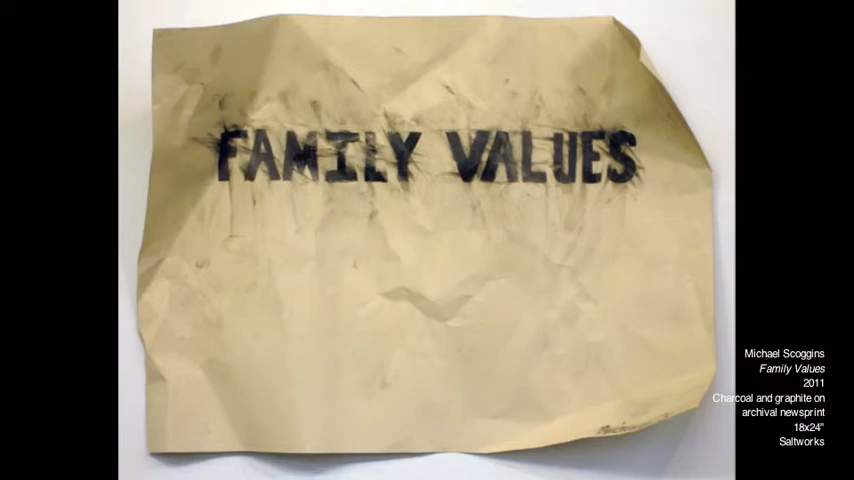 FAMILY VALUES
Michael Scoggins
Family Values
2011
Charcoal and graphite on
archival newsprint
18x24"
Saltworks